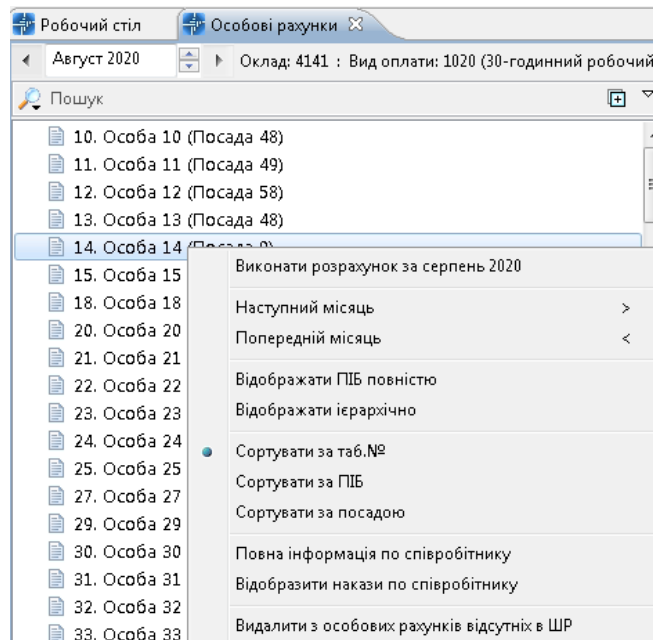 Робочий стіл
Особові рахунки
Август 2020
Оклад: 4141 : Вид оплати: 1020 (30-годинний робочий
Пошук
10. Особа 10 (Посада 48)
11. Особа 11 (Посада 49)
12. Особа 12 (Посада 58)
13. Особа 13 (Посада 48)
14. Особа 14 (Посада 9)
15. Особа 15
18. Особа 18
20. Особа 20
21. Особа 21
22. Особа 22
23. Особа 23
24. Особа 24
25. Особа 25
27. Особа 27
29. Особа 29
30. Особа 30
31. Особа 31
32. Особа 32
33. Особа 33
Виконати розрахунок за серпень 2020
Наступний місяць >
Попередній місяць <
Відображати ПІБ повністю
Відображати ієрархічно
Сортувати за таб.№
Сортувати за ПІБ
Сортувати за посадою
Повна інформація по співробітнику
Відобразити накази по співробітнику
Видалити з особових рахунків відсутніх в ШР